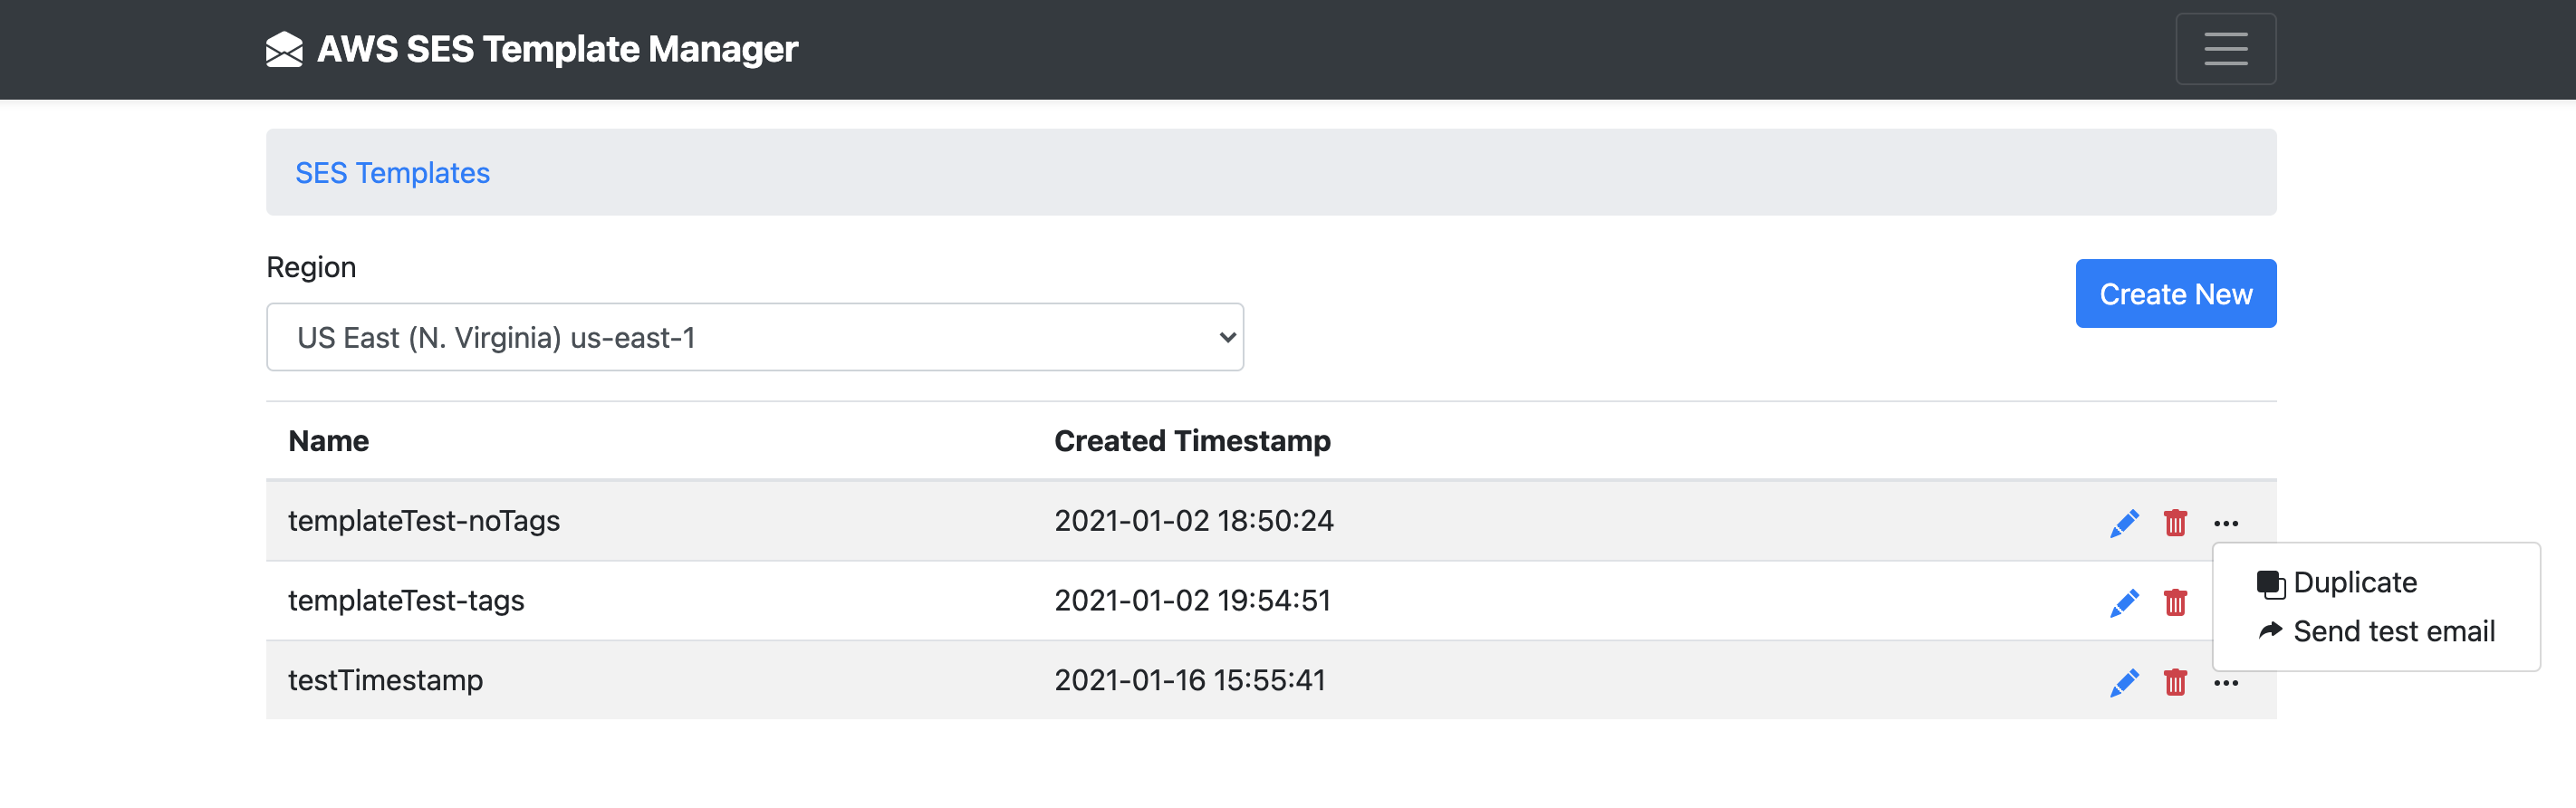 AWS SES Template Manager
SES Templates
Region
Create New
US East (N. Virginia) us-east-1
Name Created Timestamp
templateTest-noTags 2021-01-02 18:50:24
Duplicate
templateTest-tags 2021-01-02 19:54:51
Send test email
testTimestamp 2021-01-16 15:55:41